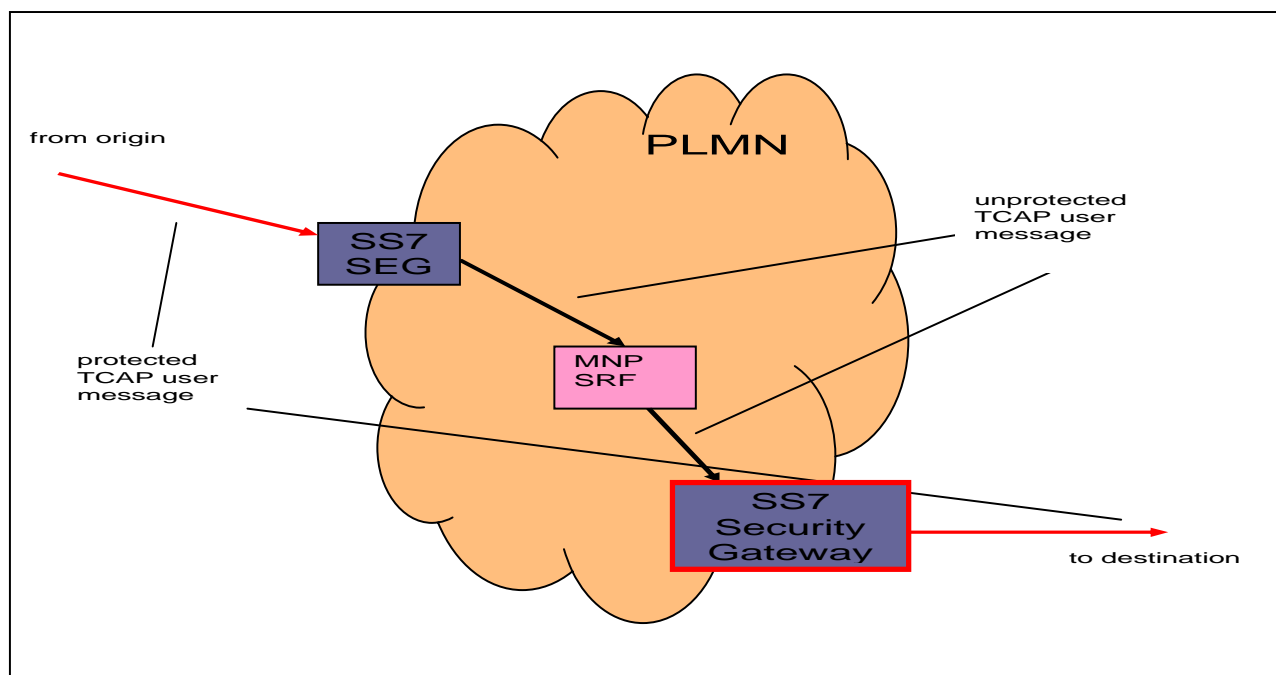 from origin
PLMN
unprotected
TCAP user
message
SS7
SEG
MNP
SRF
protected
TCAP user
message
SS7
Security
Gateway
to destination